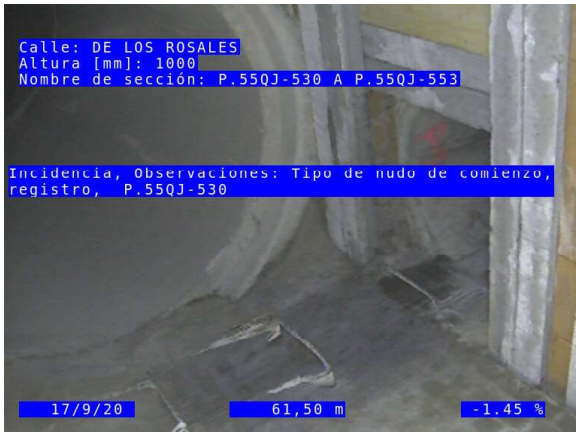 Calle: DE LOS ROSALES
Altura [mm]: 1000
Nombre de sección: P.55QJ-530 A P.55QJ-553
Incidencia, Observaciones: Tipo de nudo de comienzo,
registro, P.55QJ-530
17/9/20 61,50 m -1.45 %